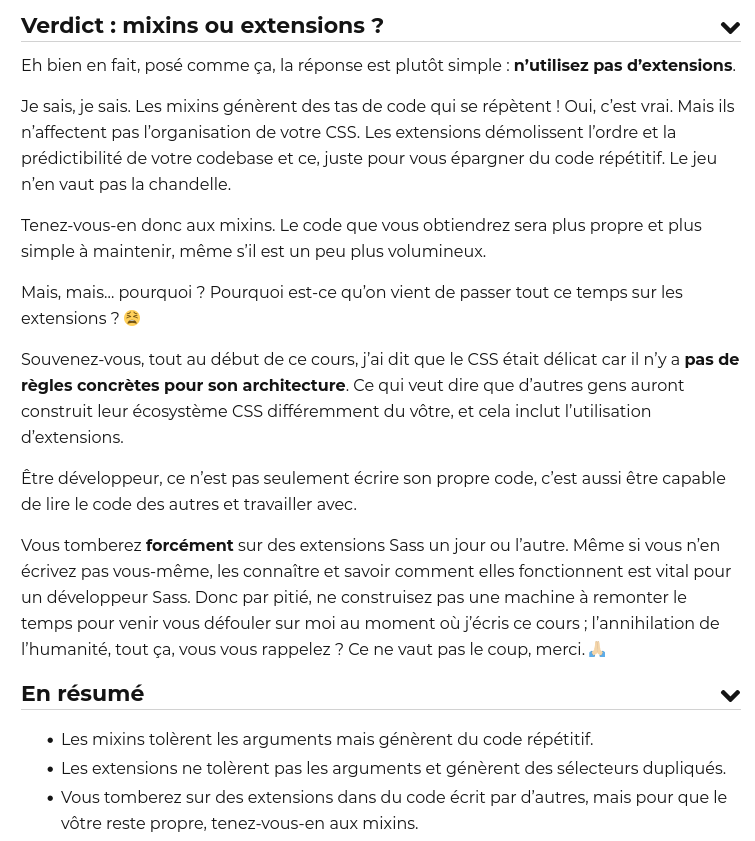 Verdict : mixins ou extensions ?
Eh bien en fait, posé comme ça, la réponse est plutôt simple : n’utilisez pas d’extensions.
Je sais, je sais. Les mixins génèrent des tas de code qui se répètent ! Oui, c’est vrai. Mais ils
n’affectent pas l’organisation de votre CSS. Les extensions démolissent l’ordre et la
prédictibilité de votre codebase et ce, juste pour vous épargner du code répétitif. Le jeu
n’en vaut pas la chandelle.
Tenez-vous-en donc aux mixins. Le code que vous obtiendrez sera plus propre et plus
simple à maintenir, même s’il est un peu plus volumineux.
Mais, mais… pourquoi ? Pourquoi est-ce qu’on vient de passer tout ce temps sur les
extensions ? 😫
Souvenez-vous, tout au début de ce cours, j’ai dit que le CSS était délicat car il n’y a pas de
règles concrètes pour son architecture. Ce qui veut dire que d’autres gens auront
construit leur écosystème CSS différemment du vôtre, et cela inclut l’utilisation
d’extensions.
Être développeur, ce n’est pas seulement écrire son propre code, c’est aussi être capable
de lire le code des autres et travailler avec.
Vous tomberez forcément sur des extensions Sass un jour ou l’autre. Même si vous n’en
écrivez pas vous-même, les connaître et savoir comment elles fonctionnent est vital pour
un développeur Sass. Donc par pitié, ne construisez pas une machine à remonter le
temps pour venir vous défouler sur moi au moment où j’écris ce cours ; l’annihilation de
l’humanité, tout ça, vous vous rappelez ? Ce ne vaut pas le coup, merci. 🙏🏻
En résumé
• Les mixins tolèrent les arguments mais génèrent du code répétitif.
• Les extensions ne tolèrent pas les arguments et génèrent des sélecteurs dupliqués.
• Vous tomberez sur des extensions dans du code écrit par d’autres, mais pour que le
vôtre reste propre, tenez-vous-en aux mixins.